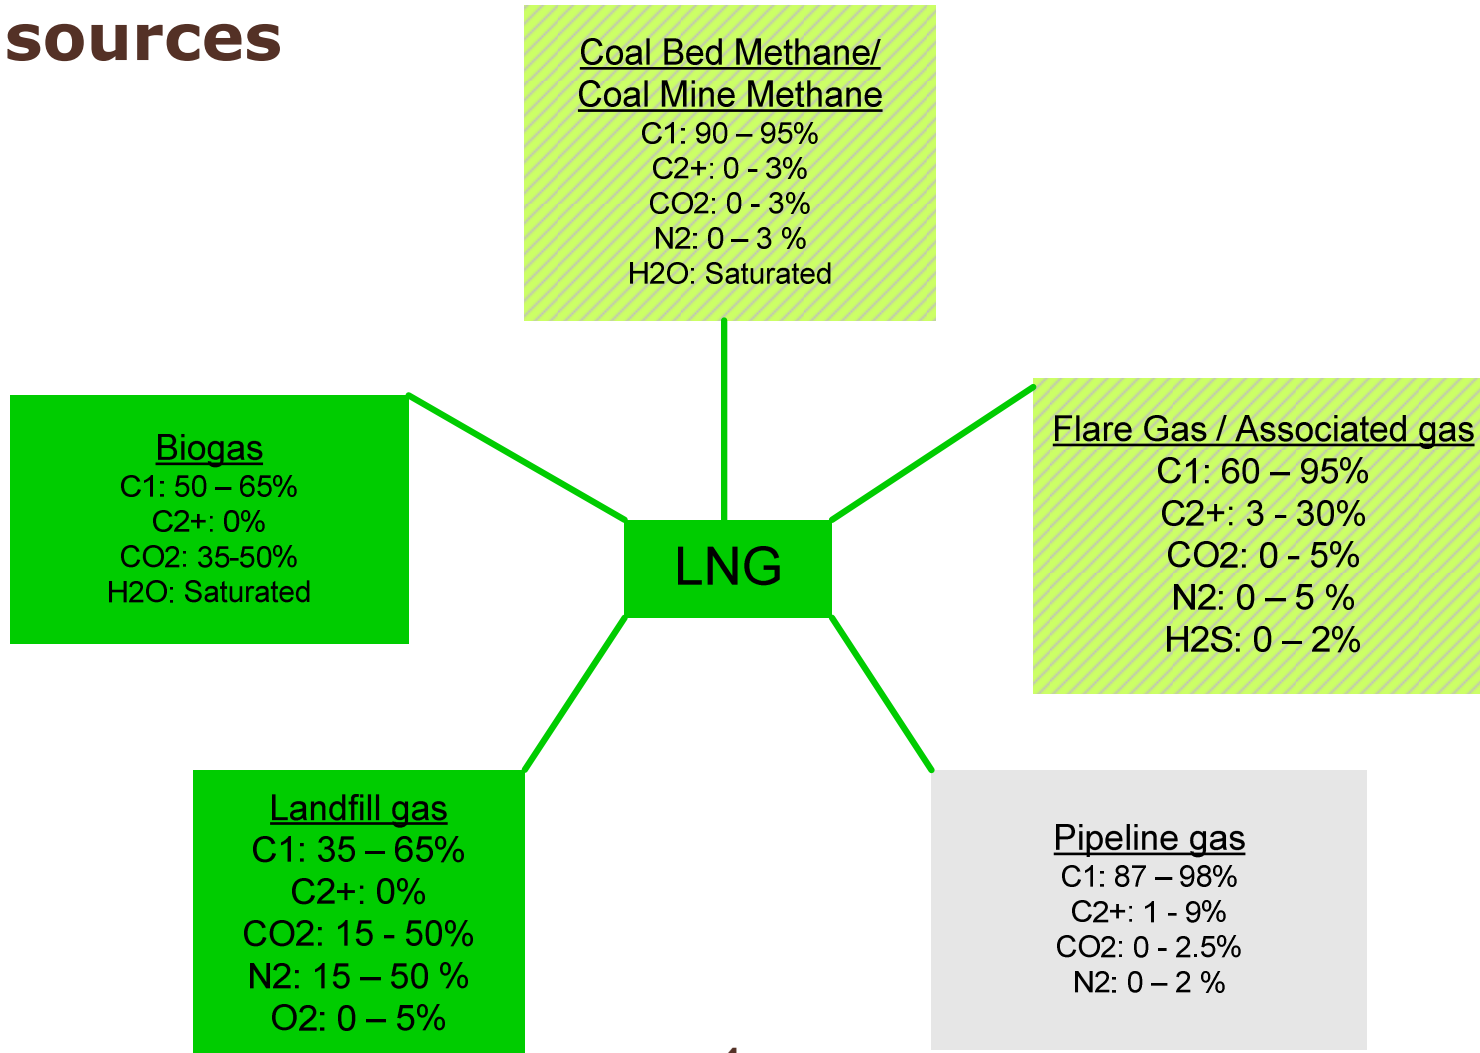 sources
Coal Bed Methane/
Coal Mine Methane
C1: 90 – 95%
C2+: 0 - 3%
CO2: 0 - 3%
N2: 0 – 3 %
H2O: Saturated
Biogas
C1: 50 – 65%
C2+: 0%
CO2: 35-50%
H2O: Saturated
Flare Gas / Associated gas
C1: 60 – 95%
C2+: 3 - 30%
CO2: 0 - 5%
N2: 0 – 5 %
H2S: 0 – 2%
LNG
Landfill gas
C1: 35 – 65%
C2+: 0%
CO2: 15 - 50%
N2: 15 – 50 %
O2: 0 – 5%
Pipeline gas
C1: 87 – 98%
C2+: 1 - 9%
CO2: 0 - 2.5%
N2: 0 – 2 %